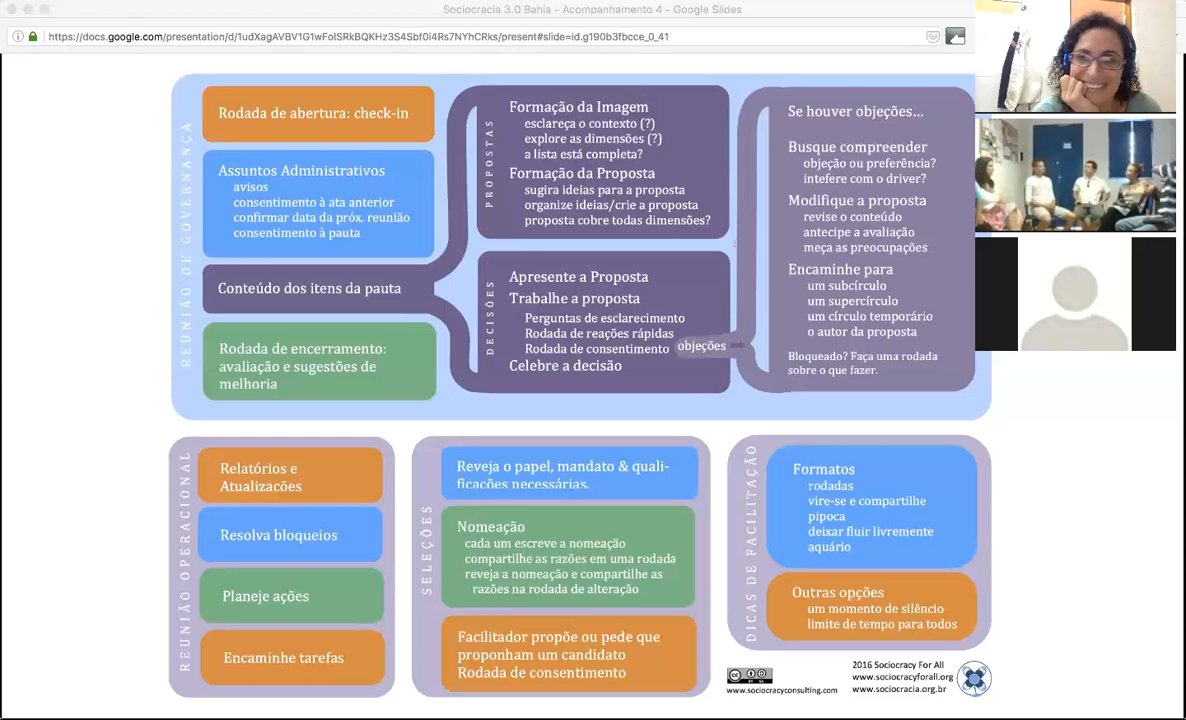 Sociocracia 3.0 Bahia - Acompanhamento 4 - Google Slides
https://docs.google.com/presentation/d/1udXagAVBV1G1wFolSRkBQKHz3S4Sbf0i4Rs7NYhCRks/present#slide=id.g190b3fbcce_0_41
REUNIÃO DE GOVERNANÇA
Rodada de abertura: check-in
Assuntos Administrativos
avisos
consentimento à ata anterior
confirmar data da próx. reunião
consentimento à pauta
Conteúdo dos itens da pauta
Rodada de encerramento:
avaliação e sugestões de
melhoria
PROPOSTAS
Formação da Imagem
esclareça o contexto (?)
explore as dimensões (?)
a lista está completa?
Formação da Proposta
sugira ideias para a proposta
organize ideias/crie a proposta
proposta cobre todas dimensões?
DECISÕES
Apresente a Proposta
Trabalhe a proposta
Perguntas de esclarecimento
Rodada de reações rápidas
Rodada de consentimento
objeções
Celebre a decisão
Se houver objeções...
Busque compreender
objeção ou preferência?
intefere com o driver?
Modifique a proposta
revise o conteúdo
antecipe a avaliação
meça as preocupações
Encaminhe para
um subcírculo
um supercírculo
um círculo temporário
o autor da proposta
Bloqueado? Faça uma rodada
sobre o que fazer.
REUNIÃO OPERACIONAL
Relatórios e
Atualizações
Resolva bloqueios
Planeje ações
Encaminhe tarefas
SELEÇÕES
Reveja o papel, mandato & quali-
ficações necessárias.
Nomeação
cada um escreve a nomeação
compartilhe as razões em uma rodada
reveja a nomeação e compartilhe as
razões na rodada de alteração
Facilitador propõe ou pede que
proponham um candidato
Rodada de consentimento
DICAS DE FACILITAÇÃO
Formatos
rodadas
vire-se e compartilhe
pipoca
deixar fluir livremente
aquário
Outras opções
um momento de silêncio
limite de tempo para todos
www.sociocracyconsulting.com
2016 Sociocracy For All
www.sociocracyforall.org
www.sociocracia.org.br